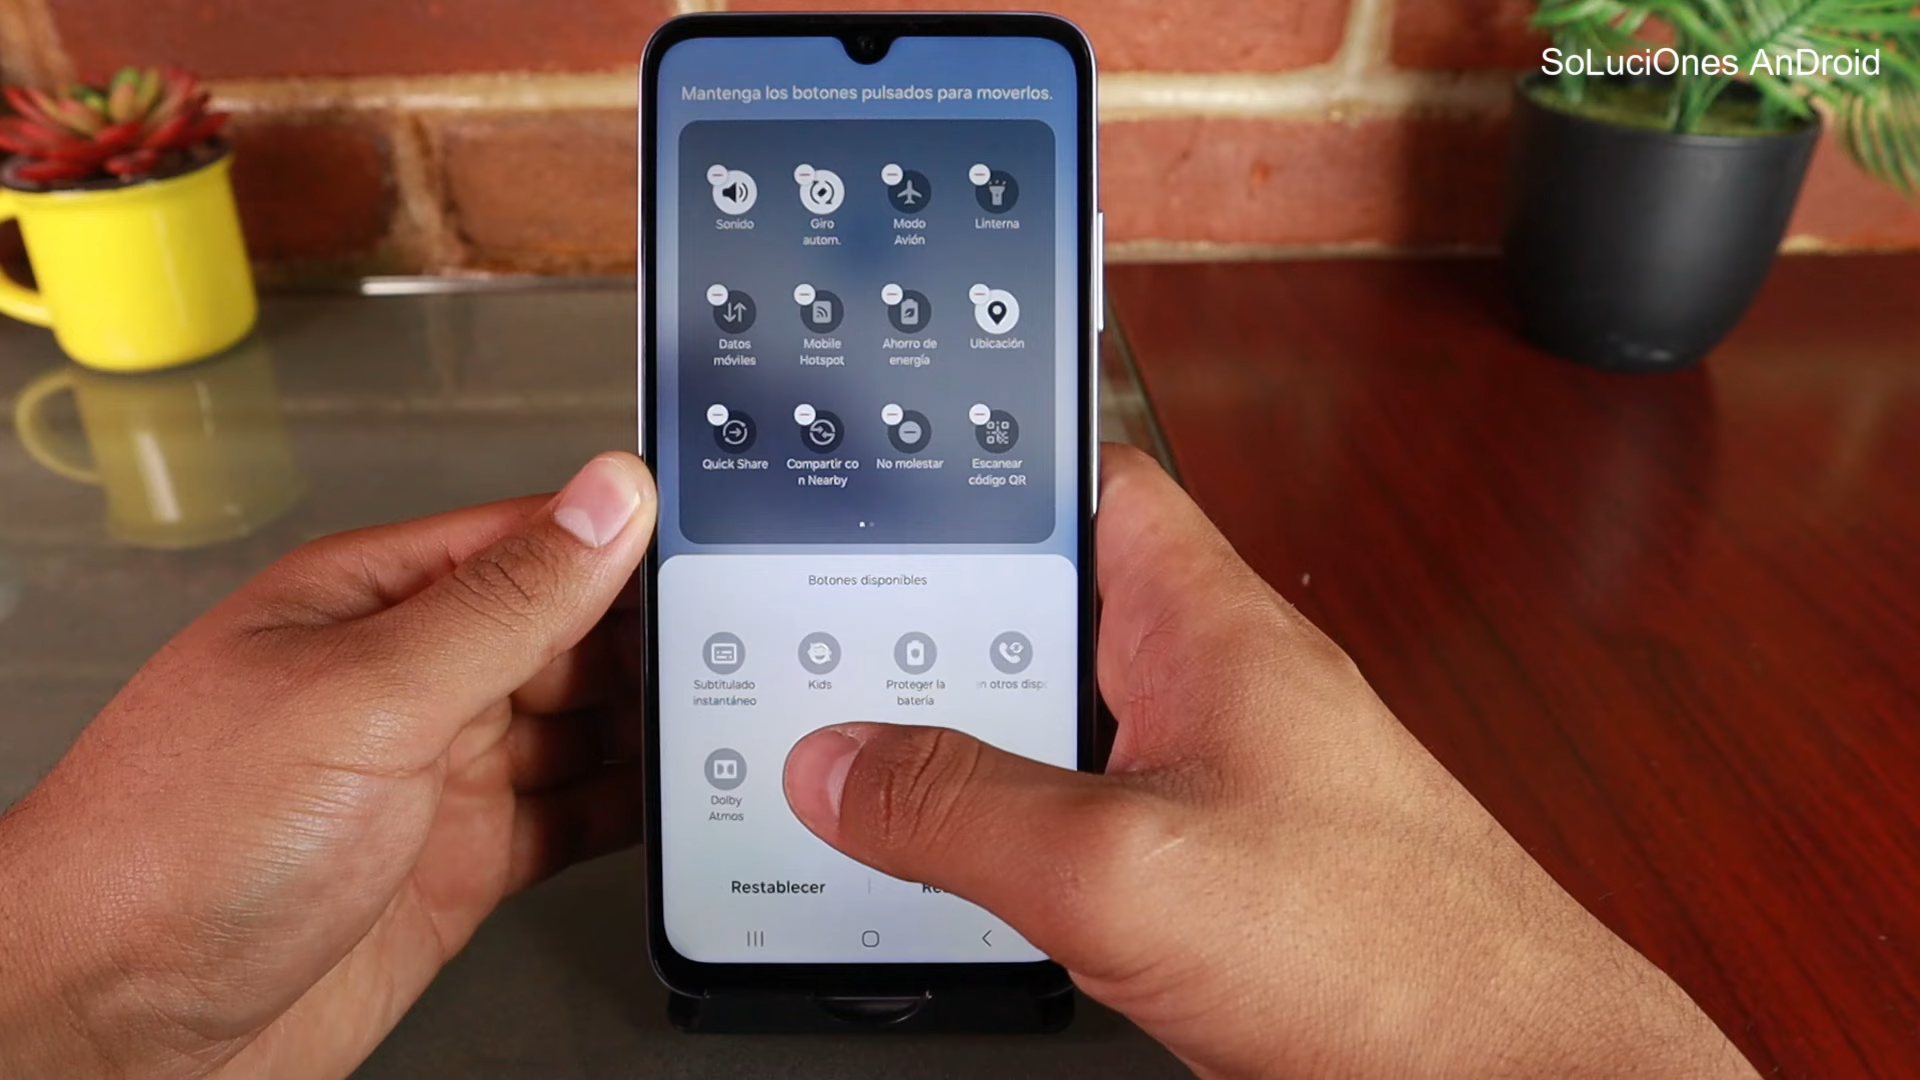 SoLuciOnes AnDroid
Mantenga los botones pulsados para moverlos.
Sonido
Giro
autom.
Modo
Avión
Linterna
Datos
móviles
Mobile
Hotspot
Ahorro de
energía
Ubicación
Quick Share
Compartir co
n Nearby
No molestar
Escanear
código QR
Botones disponibles
Subtitulado
instantáneo
Kids
Proteger la
batería
n otros dispo
Dolby
Atmos
Restablecer